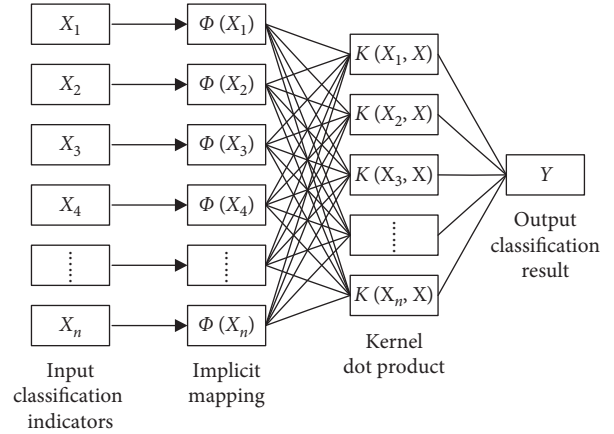 X₁
X₂
X₃
X₄
Xₙ
Φ (X₁)
Φ (X₂)
Φ (X₃)
Φ (X₄)
Φ (Xₙ)
K (X₁, X)
K (X₂, X)
K (X₃, X)
K (Xₙ, X)
Y
Input
classification
indicators
Implicit
mapping
Kernel
dot product
Output
classification
result